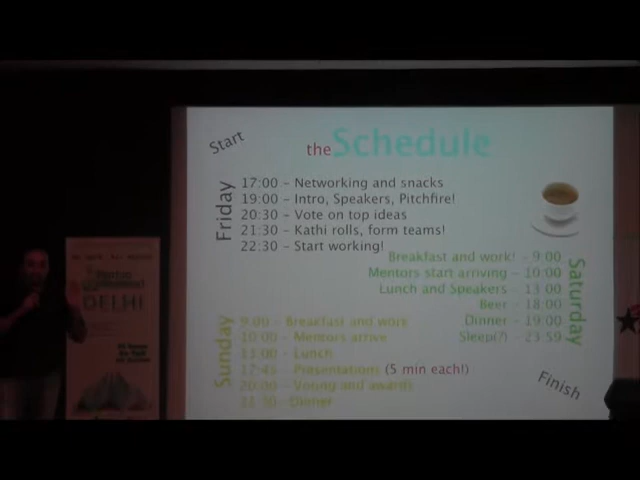 Start
the Schedule
Friday
17:00 – Networking and snacks
19:00 – Intro, Speakers, Pitchfire!
20:30 – Vote on top ideas
21:30 – Kathi rolls, form teams!
22:30 – Start working!
Saturday
Breakfast and work! – 9:00
Mentors start arriving – 10:00
Lunch and Speakers – 13:00
Beer – 18:00
Dinner – 19:00
Sleep(?) – 23:59
Sunday
9:00 – Breakfast and work
10:00 – Mentors arrive
13:00 – Lunch
17:45 – Presentations (5 min each!)
20:00 – Voting and awards
21:30 – Dinner
Finish
DELHI